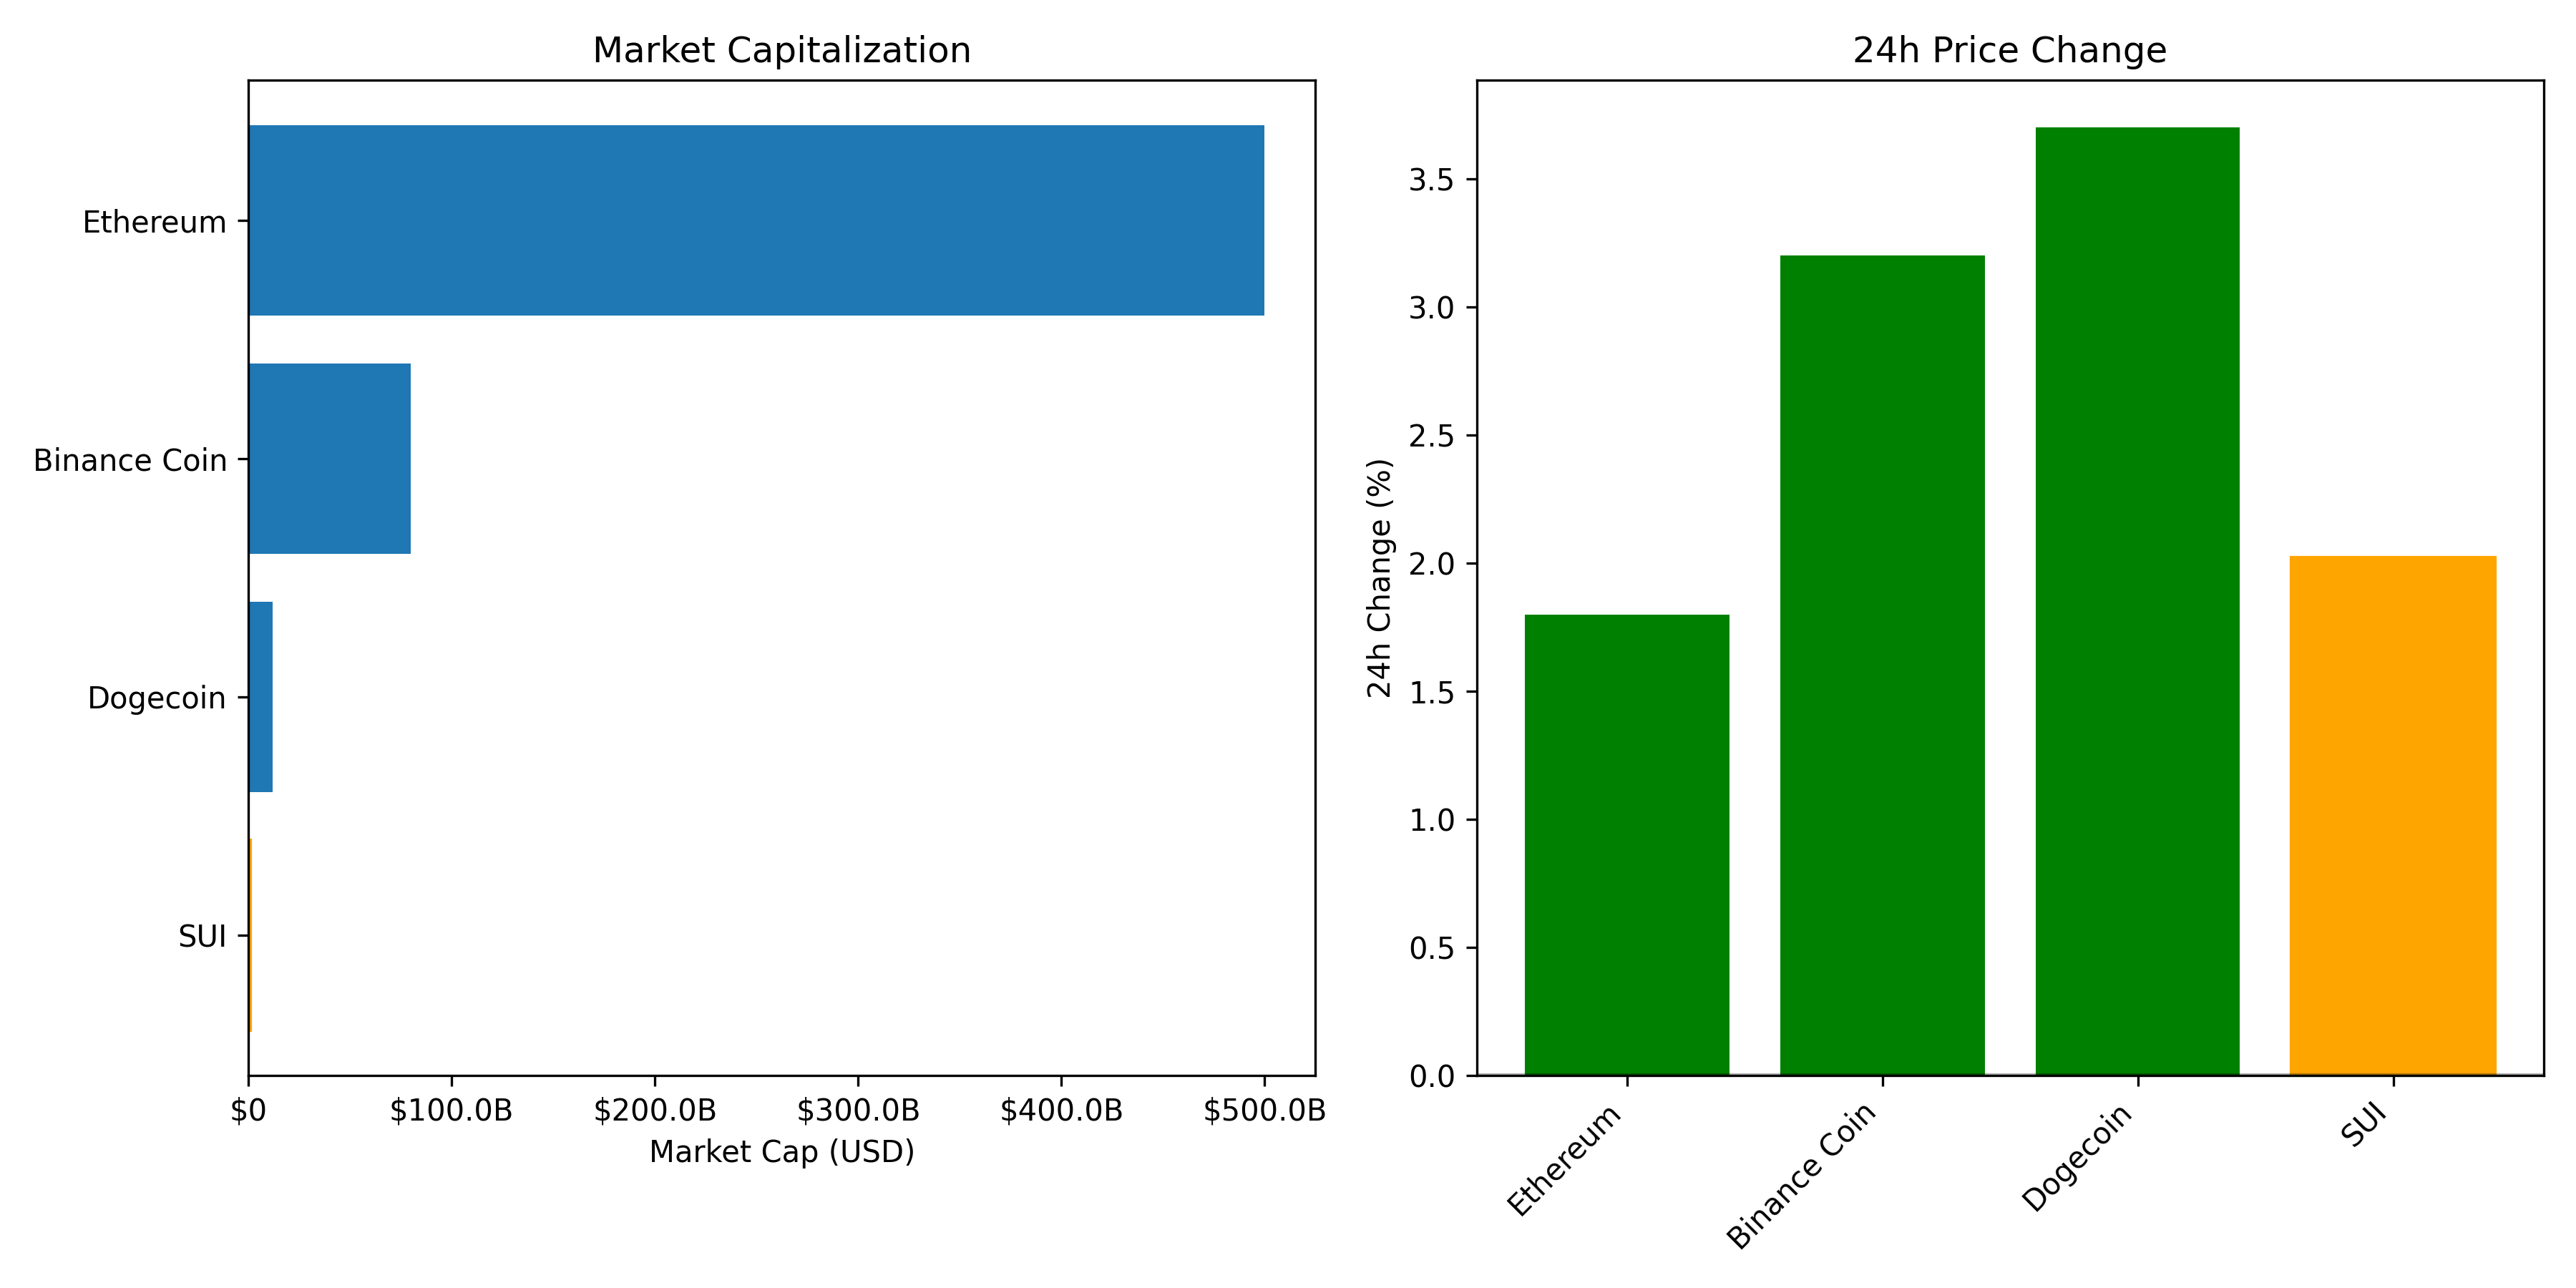 Market Capitalization
Ethereum
Binance Coin
Dogecoin
SUI
$0
$100.0B
$200.0B
$300.0B
$400.0B
$500.0B
Market Cap (USD)
24h Price Change
24h Change (%)
3.5
3.0
2.5
2.0
1.5
1.0
0.5
0.0
Ethereum
Binance Coin
Dogecoin
SUI